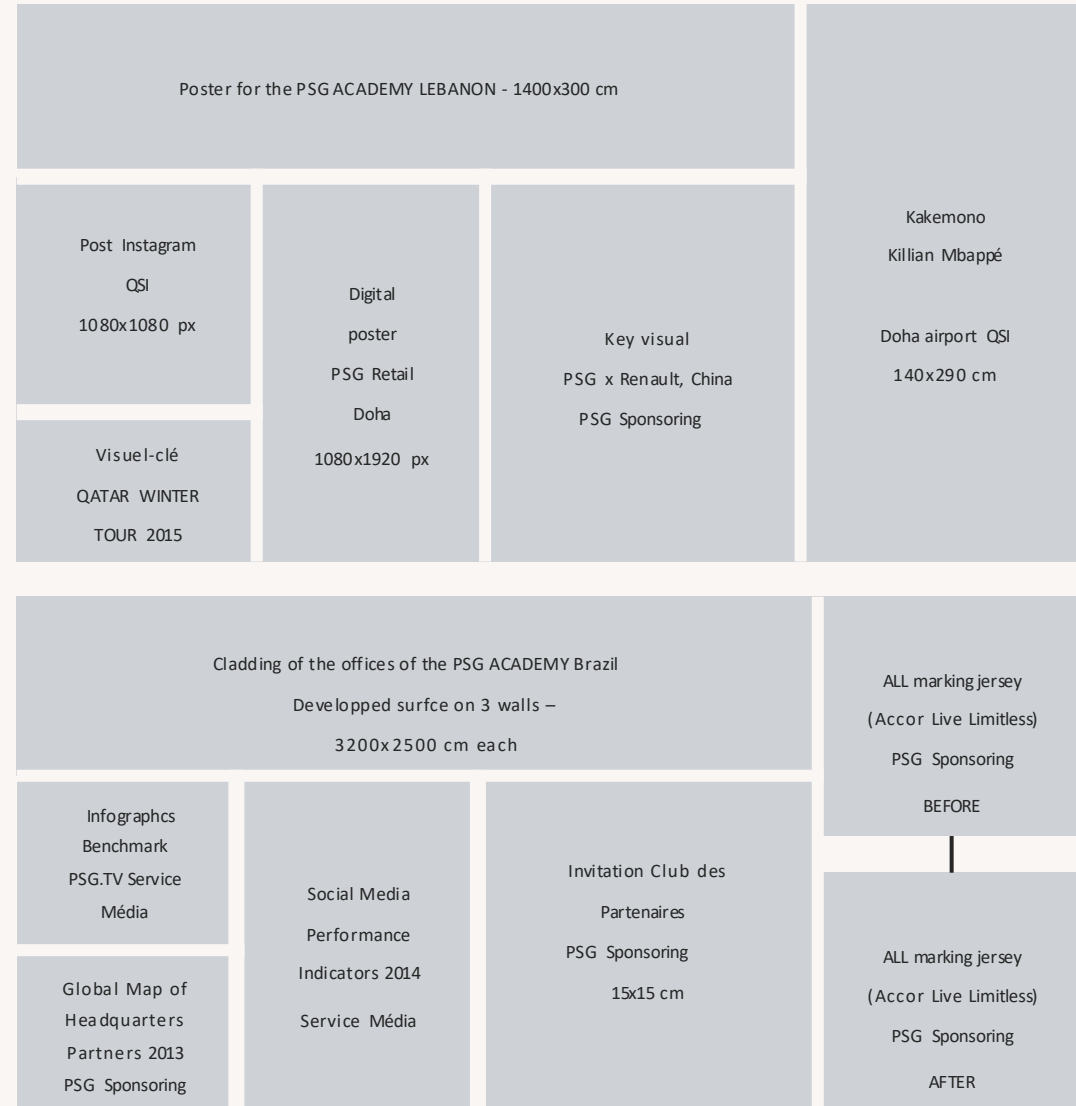 Poster for the PSG ACADEMY LEBANON - 1400x300 cm
Post Instagram
QSI
1080x1080 px
Visuel-clé
QATAR WINTER
TOUR 2015
Digital
poster
PSG Retail
Doha
1080x1920 px
Key visual
PSG x Renault, China
PSG Sponsoring
Kakemono
Killian Mbappé
Doha airport QSI
140x290 cm
Cladding of the offices of the PSG ACADEMY Brazil
Developped surfce on 3 walls –
3200x2500 cm each
Infographcs
Benchmark
PSG.TV Service
Média
Global Map of
Headquarters
Partners 2013
PSG Sponsoring
Social Media
Performance
Indicators 2014
Service Média
Invitation Club des
Partenaires
PSG Sponsoring
15x15 cm
ALL marking jersey
(Accor Live Limitless)
PSG Sponsoring
BEFORE
ALL marking jersey
(Accor Live Limitless)
PSG Sponsoring
AFTER